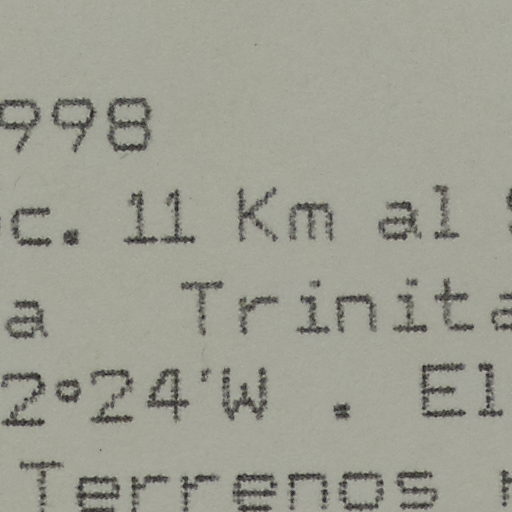 998
c. 11 Km al
a Trinita
2°24'W . El
Terrenos